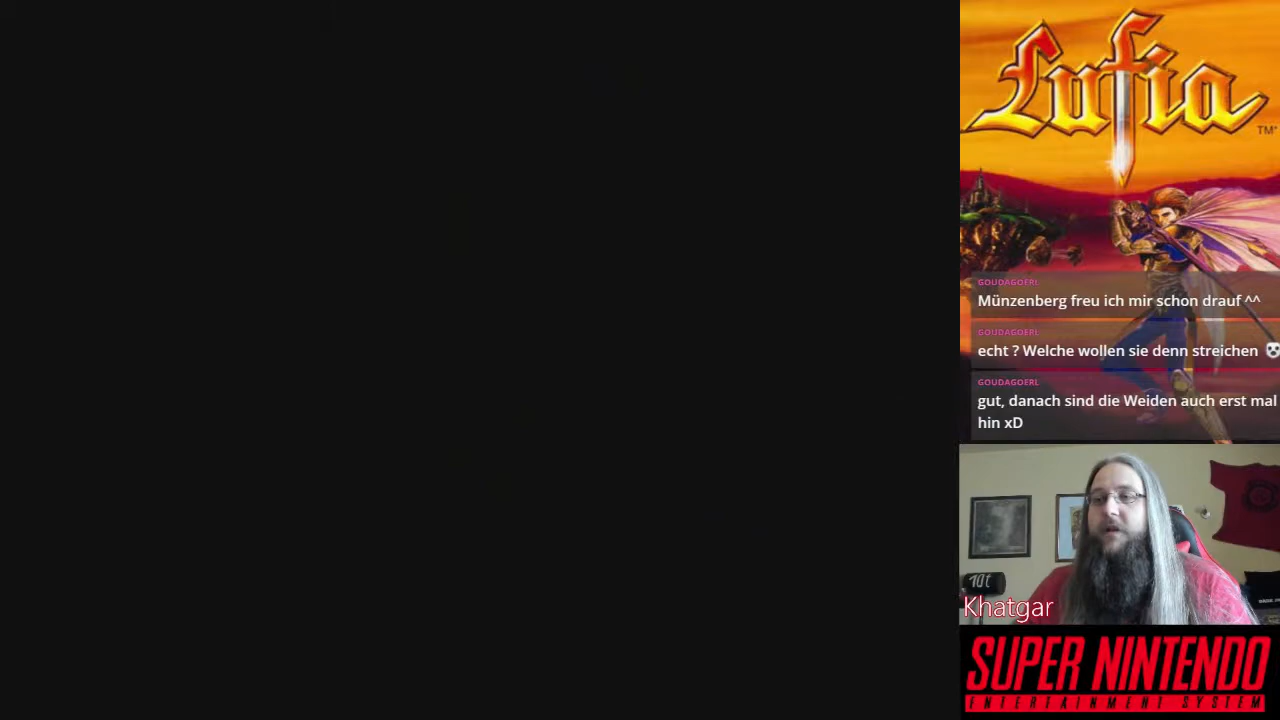 Lufia
TM
GOUDAGOERL
Münzenberg freu ich mir schon drauf ^^
GOUDAGOERL
echt ? Welche wollen sie denn streichen
GOUDAGOERL
gut, danach sind die Weiden auch erst mal
hin xD
10t
Khatgar
SUPER NINTENDO
ENTERTAINMENT SYSTEM